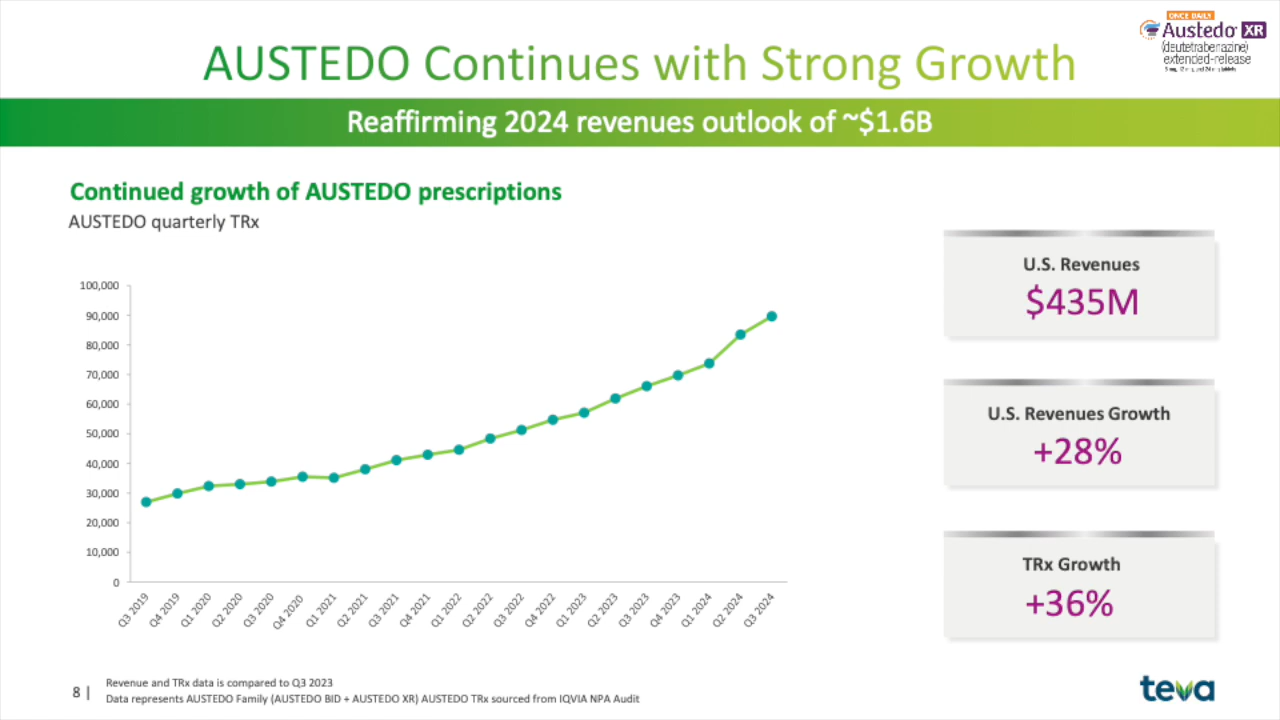 ONCE DAILY
Austedo XR
(deutetrabenazine)
extended-release
AUSTEDO Continues with Strong Growth
Reaffirming 2024 revenues outlook of ~$1.6B
Continued growth of AUSTEDO prescriptions
AUSTEDO quarterly TRx
100,000
90,000
80,000
70,000
60,000
50,000
40,000
30,000
20,000
10,000
0
Q3 2019
Q4 2019
Q1 2020
Q2 2020
Q3 2020
Q4 2020
Q1 2021
Q2 2021
Q3 2021
Q4 2021
Q1 2022
Q2 2022
Q3 2022
Q4 2022
Q1 2023
Q2 2023
Q3 2023
Q4 2023
Q1 2024
Q2 2024
Q3 2024
U.S. Revenues
$435M
U.S. Revenues Growth
+28%
TRx Growth
+36%
8 |
Revenue and TRx data is compared to Q3 2023
Data represents AUSTEDO Family (AUSTEDO BID + AUSTEDO XR) AUSTEDO TRx sourced from IQVIA NPA Audit
teva